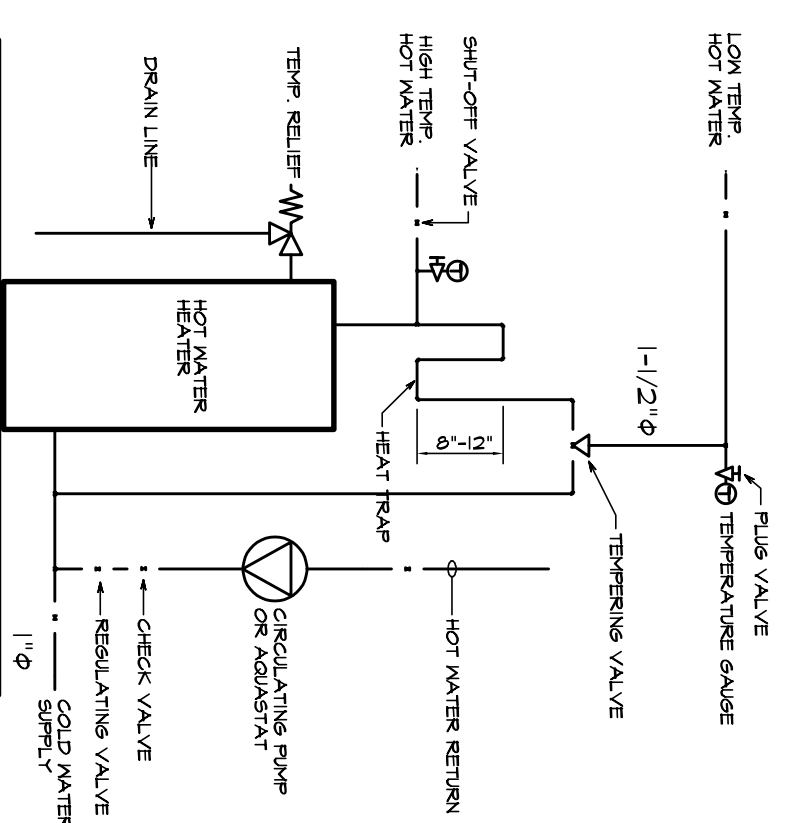 LOW TEMP.
HOT WATER
SHUT-OFF VALVE
HIGH TEMP.
HOT WATER
TEMP. RELIEF
DRAIN LINE
1-1/2"Φ
PLUG VALVE
TEMPERATURE GAUGE
TEMPERING VALVE
8"-12"
HEAT TRAP
HOT WATER
HEATER
HOT WATER RETURN
CIRCULATING PUMP
OR AQUASTAT
CHECK VALVE
REGULATING VALVE
1"Φ
COLD WATER
SUPPLY
T
T